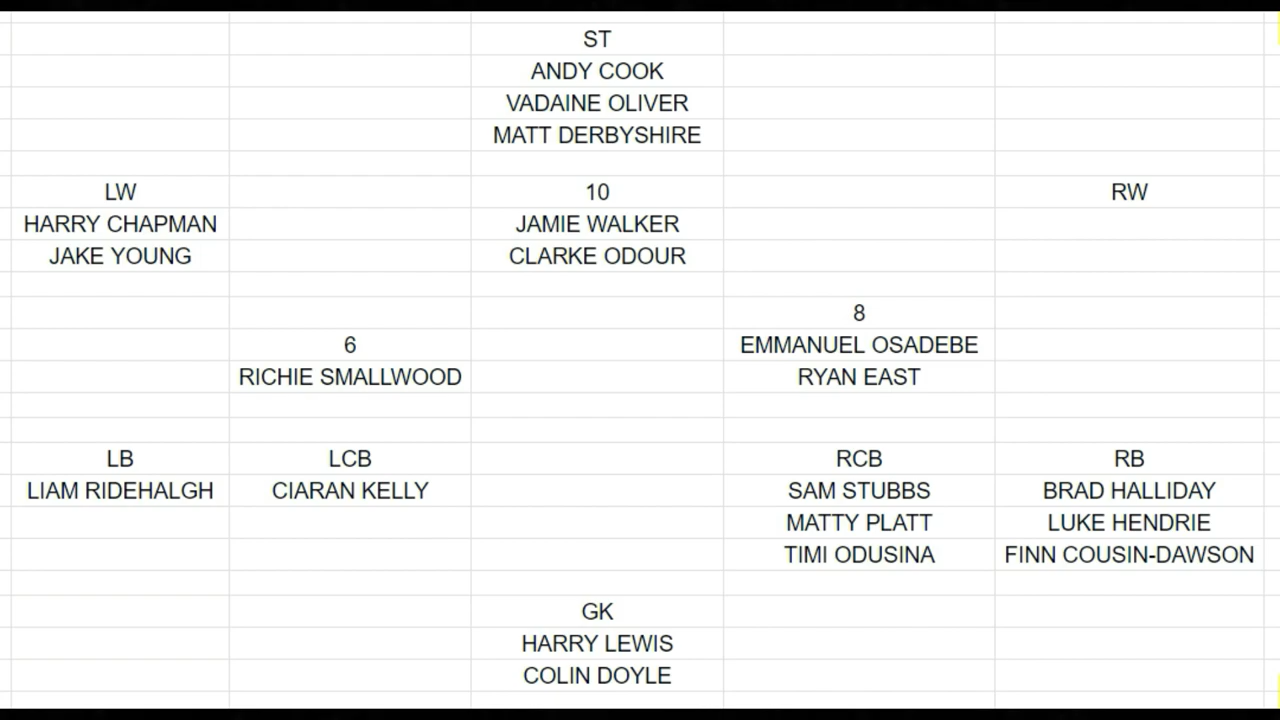 ST
ANDY COOK
VADAINE OLIVER
MATT DERBYSHIRE
LW 10 RW
HARRY CHAPMAN JAMIE WALKER
JAKE YOUNG CLARKE ODOUR
8
6 EMMANUEL OSADEBE
RICHIE SMALLWOOD RYAN EAST
LB LCB RCB RB
LIAM RIDEHALGH CIARAN KELLY SAM STUBBS BRAD HALLIDAY
MATTY PLATT LUKE HENDRIE
TIMI ODUSINA FINN COUSIN-DAWSON
GK
HARRY LEWIS
COLIN DOYLE